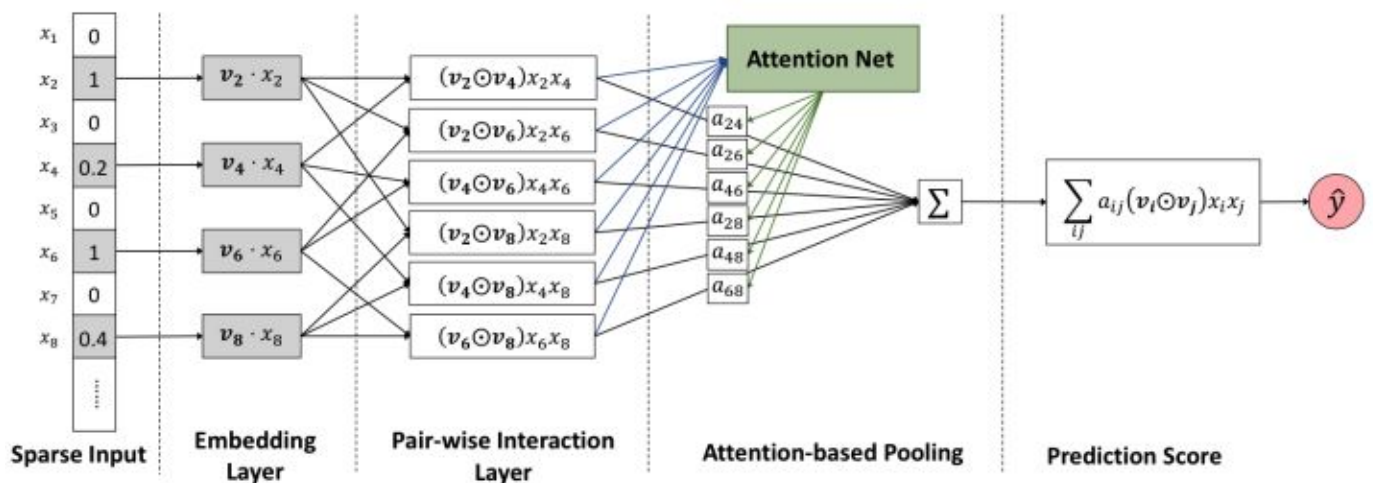 x₁ 0
x₂ 1
x₃ 0
x₄ 0.2
x₅ 0
x₆ 1
x₇ 0
x₈ 0.4
......
Sparse Input
v₂ · x₂
v₄ · x₄
v₆ · x₆
v₈ · x₈
Embedding
Layer
(v₂⊙v₄)x₂x₄
(v₂⊙v₆)x₂x₆
(v₄⊙v₆)x₄x₆
(v₂⊙v₈)x₂x₈
(v₄⊙v₈)x₄x₈
(v₆⊙v₈)x₆x₈
Pair-wise Interaction
Layer
Attention Net
a₂₄
a₂₆
a₄₆
a₂₈
a₄₈
a₆₈
∑
Attention-based Pooling
∑ᵢⱼ aᵢⱼ(vᵢ⊙vⱼ)xᵢxⱼ
ŷ
Prediction Score